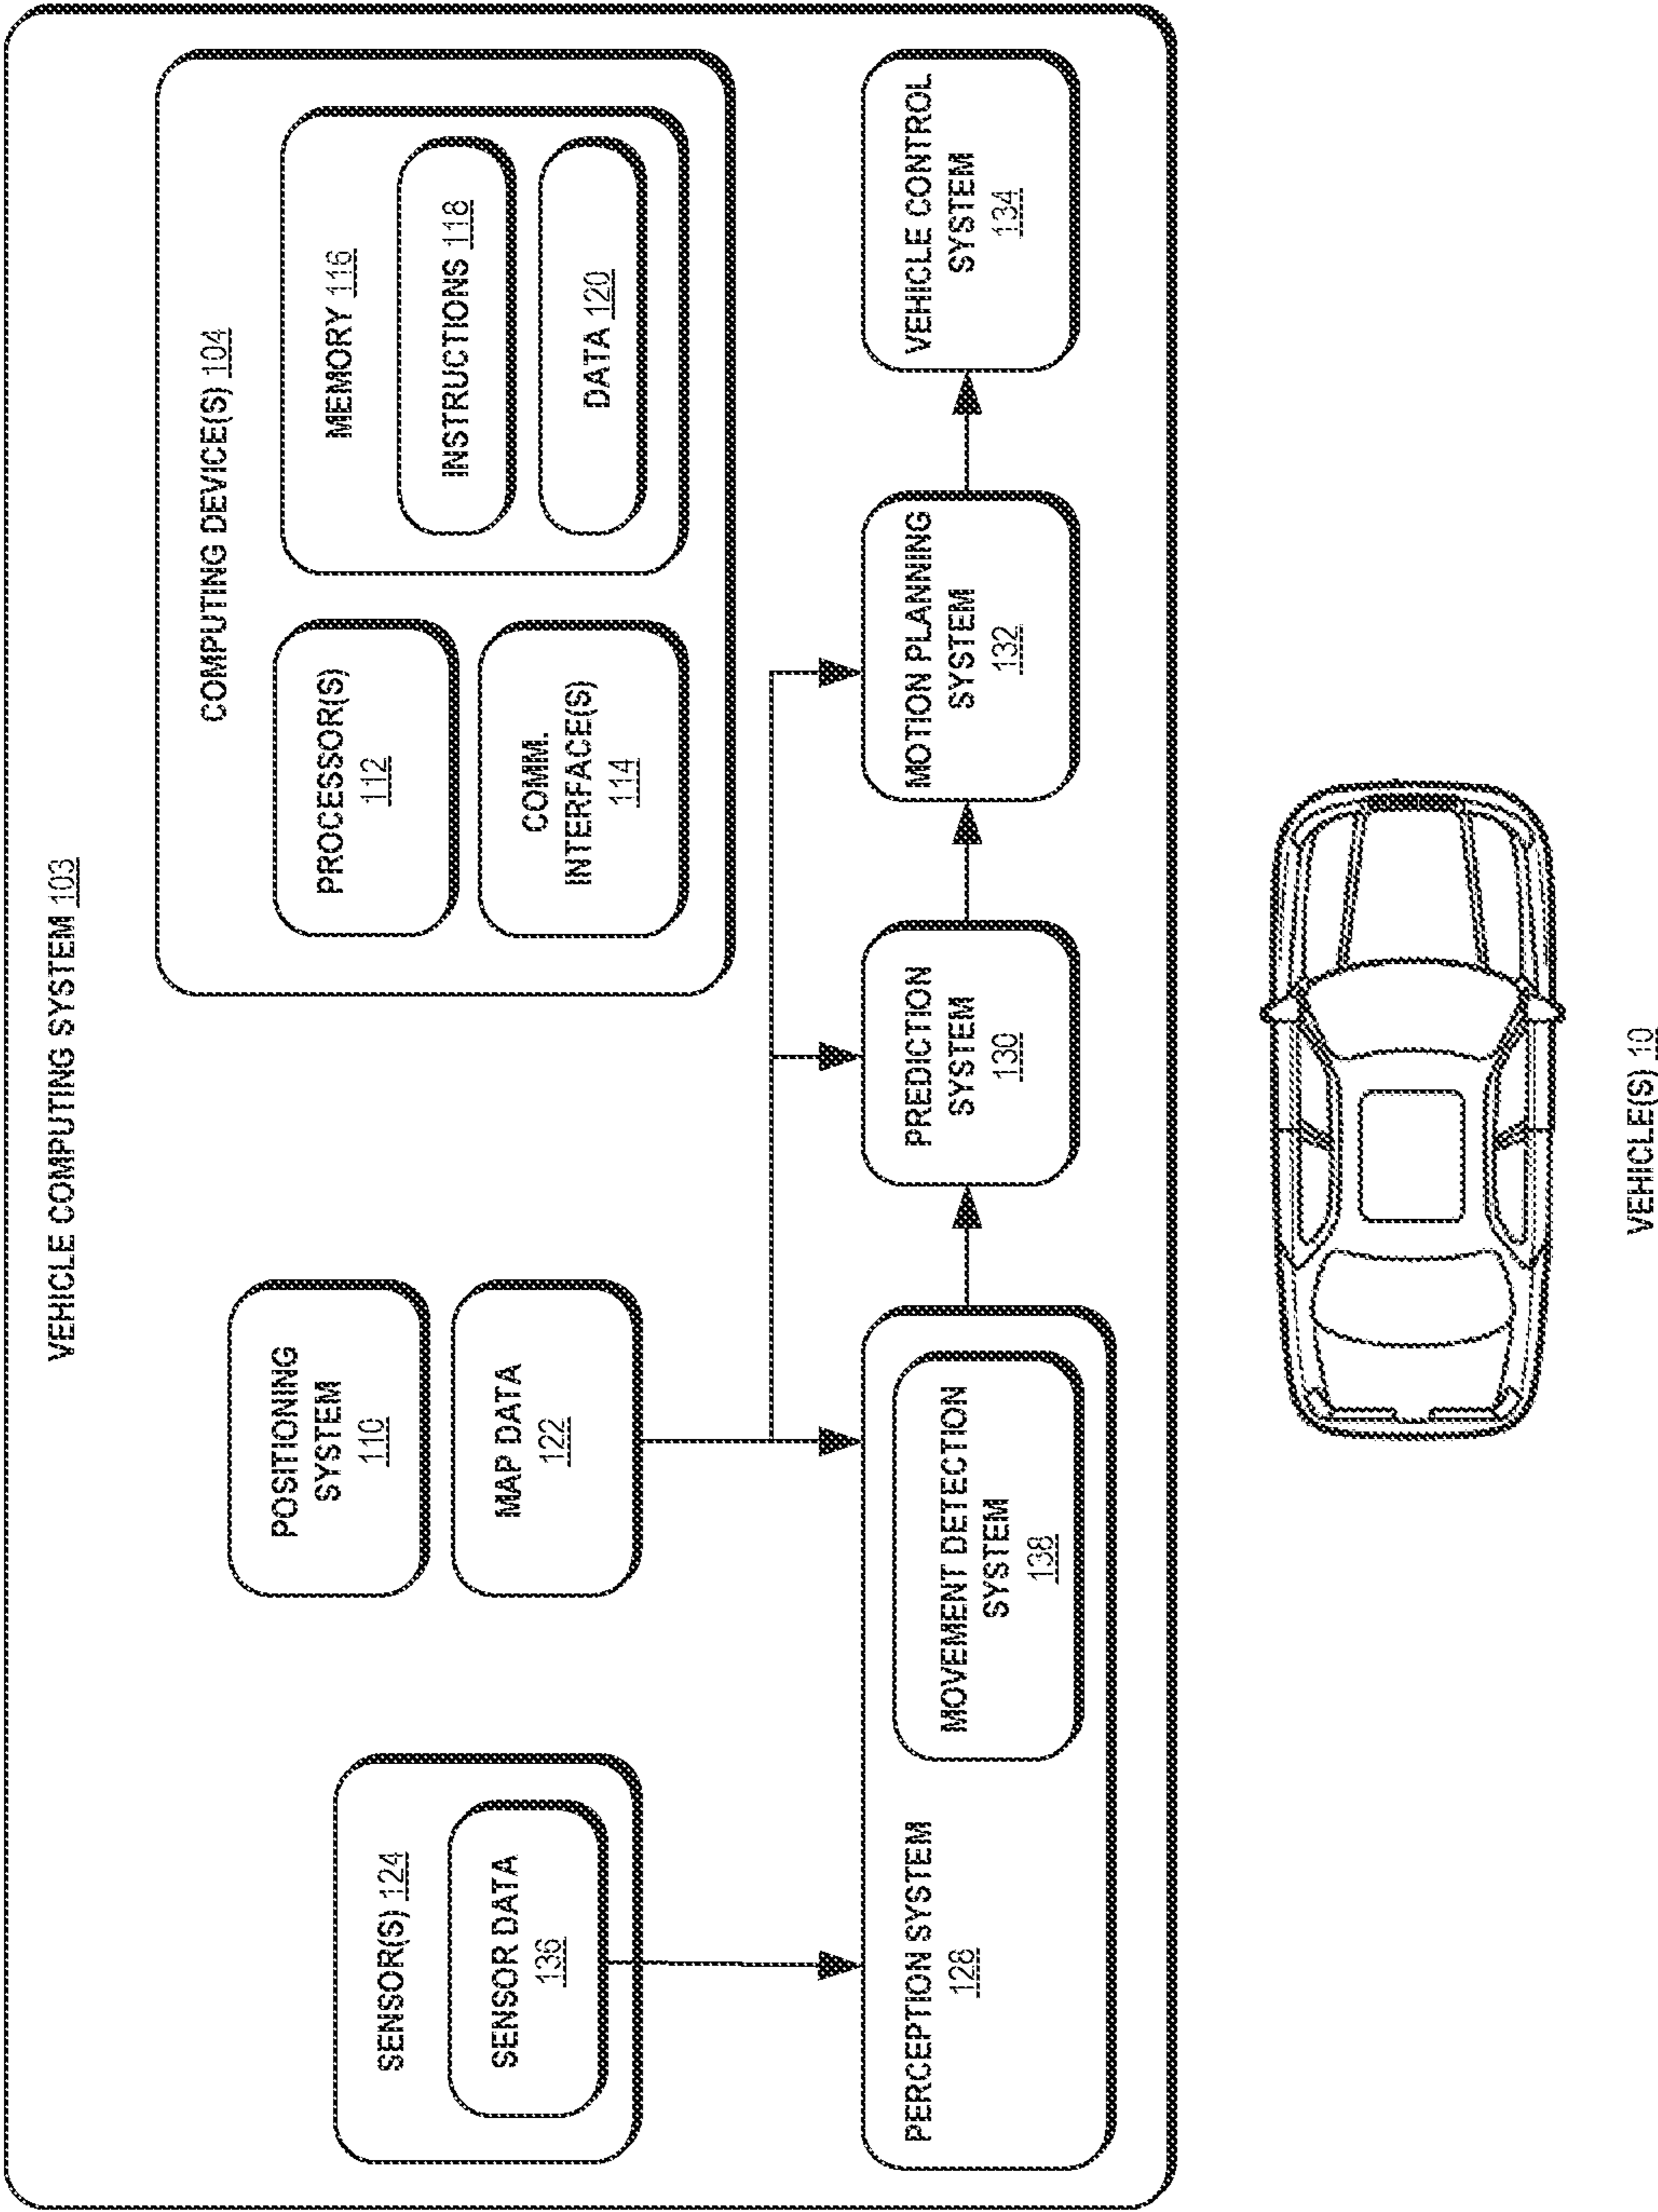 VEHICLE COMPUTING SYSTEM 103
COMPUTING DEVICE(S) 104
PROCESSOR(S)
112
COMM.
INTERFACE(S)
114
MEMORY 116
INSTRUCTIONS 118
DATA 120
POSITIONING
SYSTEM
110
MAP DATA
122
SENSOR(S) 124
SENSOR DATA
136
PERCEPTION SYSTEM
128
MOVEMENT DETECTION
SYSTEM
138
PREDICTION
SYSTEM
130
MOTION PLANNING
SYSTEM
132
VEHICLE CONTROL
SYSTEM
134
VEHICLE(S) 10